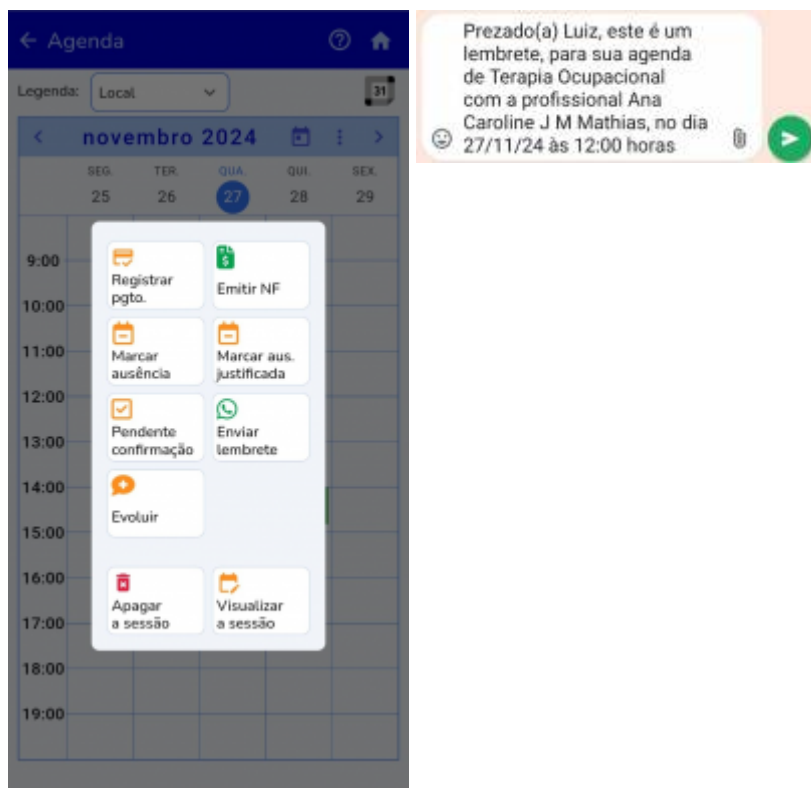 Agenda
Legenda: Local
31
novembro 2024
SEG. TER. QUA. QUI. SEX.
25 26 27 28 29
9:00
10:00
11:00
12:00
13:00
14:00
15:00
16:00
17:00
18:00
19:00
Registrar
pgto.
Emitir NF
Marcar
ausência
Marcar aus.
justificada
Pendente
confirmação
Enviar
lembrete
Evoluir
Apagar
a sessão
Visualizar
a sessão
Prezado(a) Luiz, este é um
lembrete, para sua agenda
de Terapia Ocupacional
com a profissional Ana
Caroline J M Mathias, no dia
27/11/24 às 12:00 horas